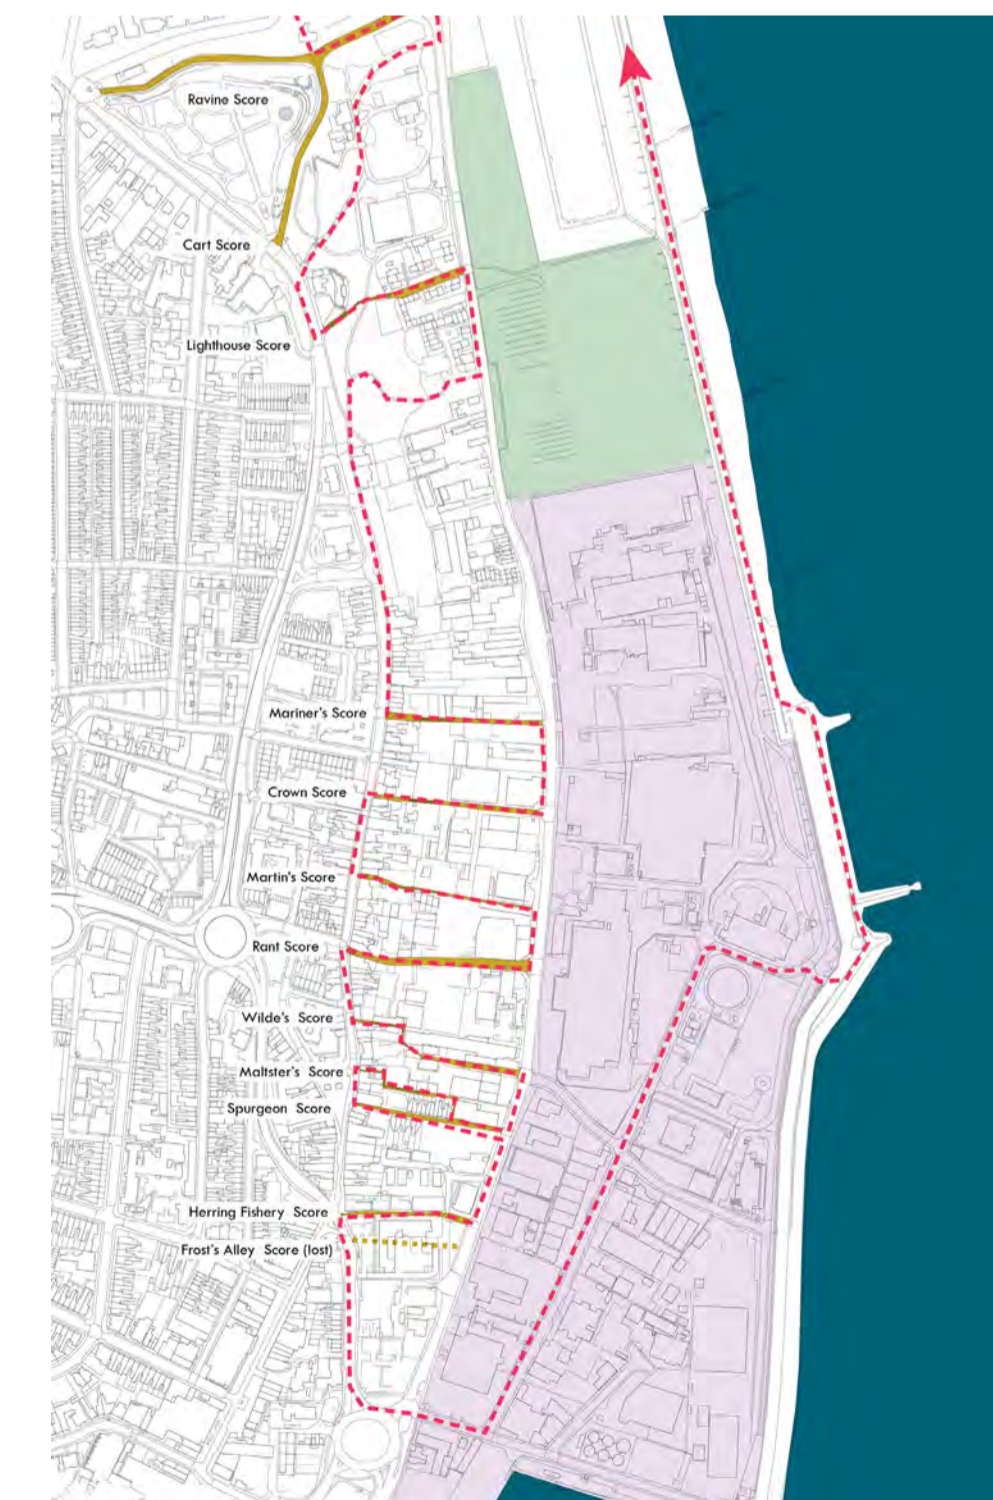 Ravine Score
Cart Score
Lighthouse Score
Mariner's Score
Crown Score
Martin's Score
Rant Score
Wilde's Score
Maltster's Score
Spurgeon Score
Herring Fishery Score
Frost's Alley Score (lost)